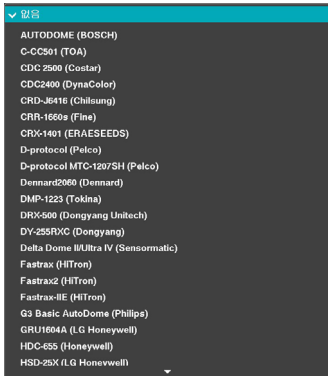 없음
AUTODOME (BOSCH)
C-CC501 (TOA)
CDC 2500 (Costar)
CDC2400 (DynaColor)
CRD-J6416 (Chilsung)
CRR-1660s (Fine)
CRX-1401 (ERAESEEDS)
D-protocol (Pelco)
D-protocol MTC-1207SH (Pelco)
Dennard2060 (Dennard)
DMP-1223 (Tokina)
DRX-500 (Dongyang Unitech)
DY-255RXC (Dongyang)
Delta Dome II/Ultra IV (Sensormatic)
Fastrax (HiTron)
Fastrax2 (HiTron)
Fastrax-IIE (HiTron)
G3 Basic AutoDome (Philips)
GRU1604A (LG Honeywell)
HDC-655 (Honeywell)
HSD-25X (LG Honeywell)